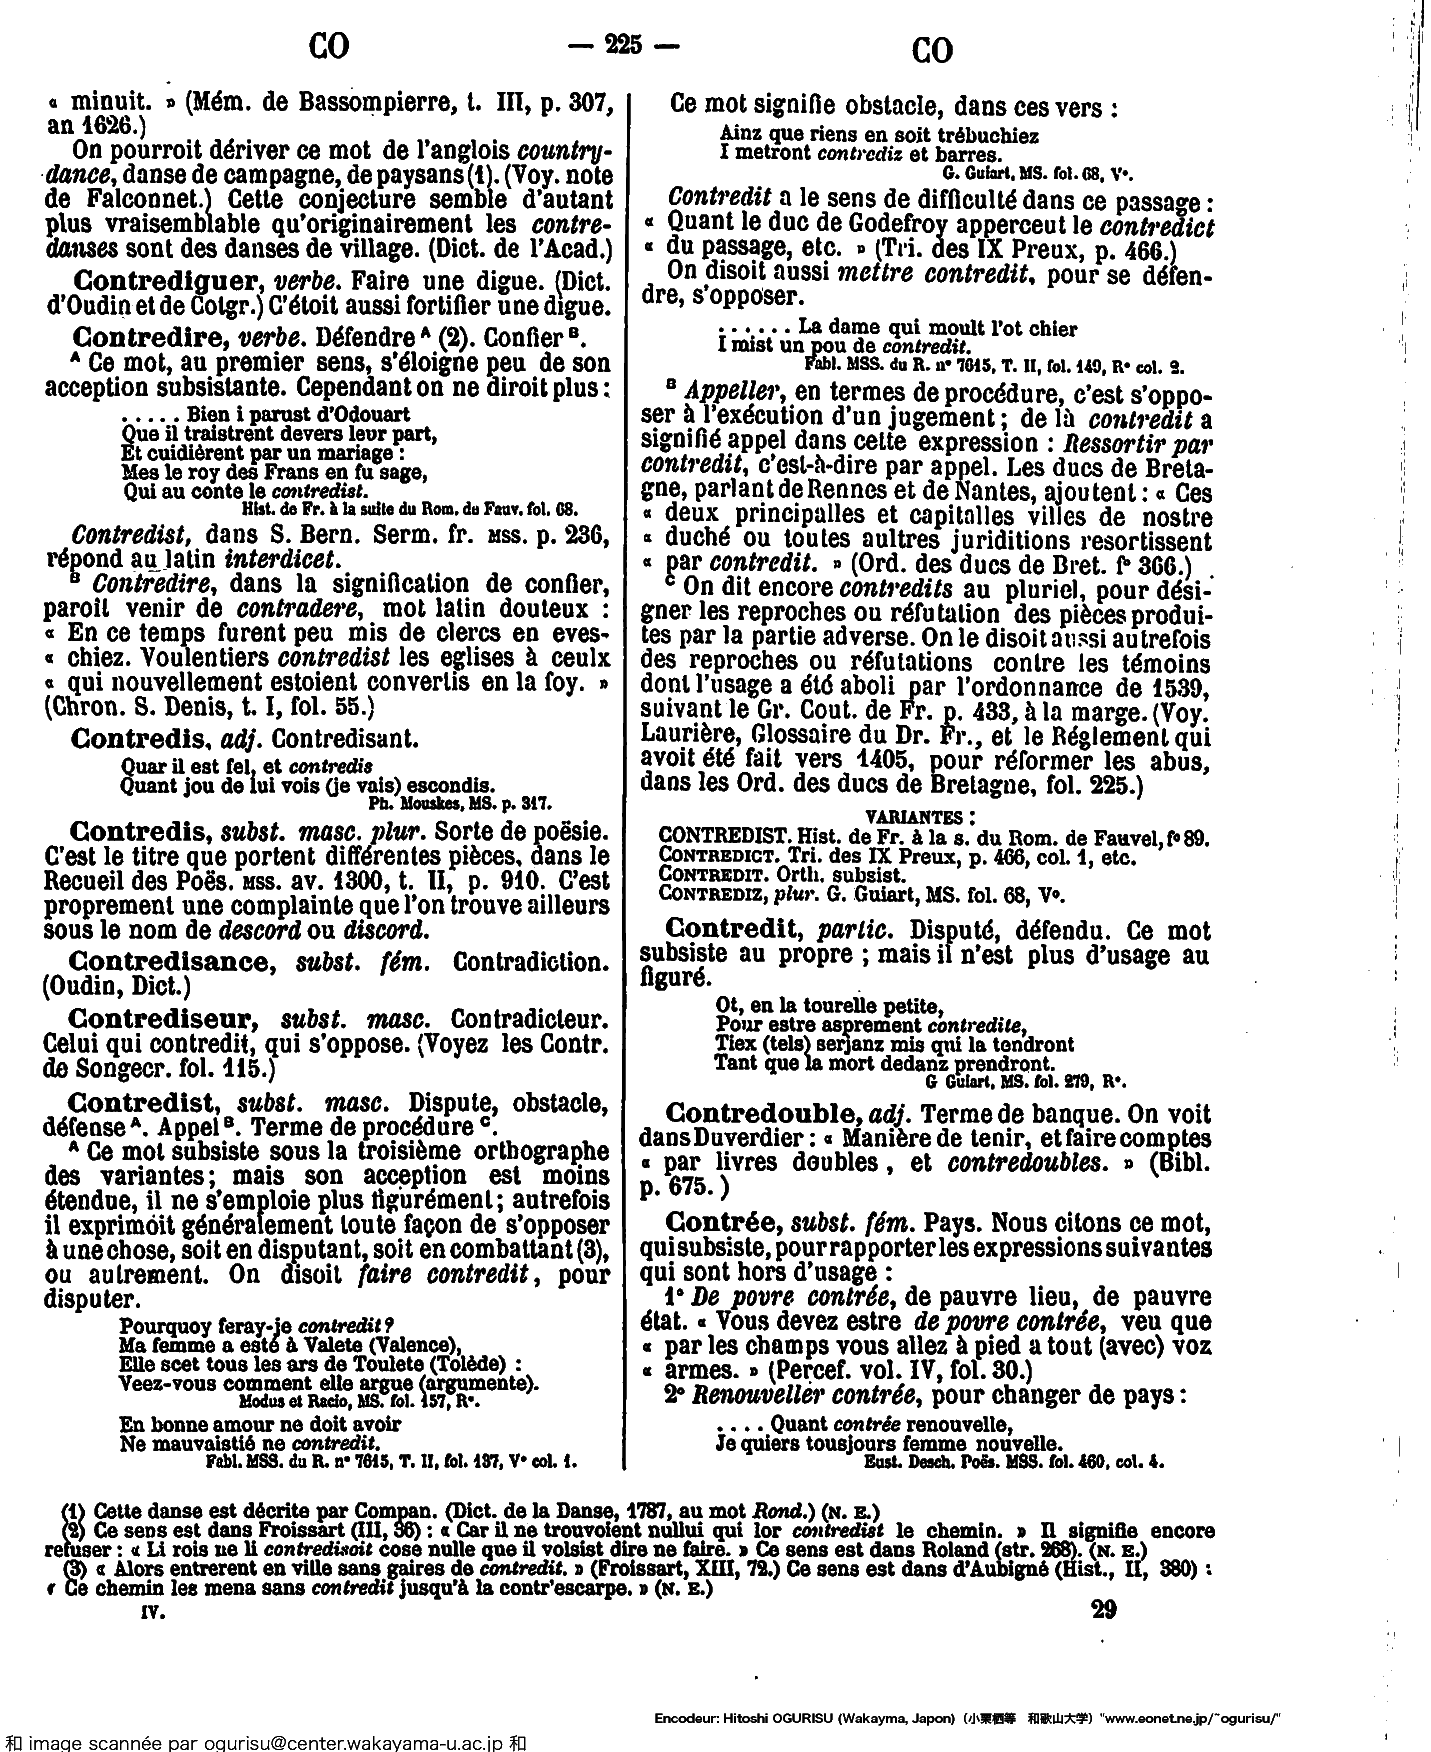 CO
— 225 —
CO
« minuit. » (Mém. de Bassompierre, t. III, p. 307,
an 1626.)
On pourroit dériver ce mot de l'anglois country-
dance, danse de campagne, de paysans (1). (Voy. note
de Falconnet.) Cette conjecture semble d'autant
plus vraisemblable qu'originairement les contre-
danses sont des danses de village. (Dict. de l'Acad.)
Contrediguer, verbe. Faire une digue. (Dict.
d'Oudin et de Cotgr.) C'étoit aussi fortifier une digue.
Contredire, verbe. Défendre A (2). Confier B.
A Ce mot, au premier sens, s'éloigne peu de son
acception subsistante. Cependant on ne diroit plus :
. . . . . Bien i parust d'Odouart
Que il traistrent devers leur part,
Et cuidièrent par un mariage :
Mes le roy des Frans en fu sage,
Qui au conte le contredist.
Hist. de Fr. à la suite du Rom. du Fauv. fol. 68.
Contredist, dans S. Bern. Serm. fr. MSS. p. 236,
répond au latin interdicet.
B Contredire, dans la signification de confier,
paroit venir de contradere, mot latin douteux :
« En ce temps furent peu mis de clercs en eves-
« chiez. Voulentiers contredist les eglises à ceulx
« qui nouvellement estoient convertis en la foy. »
(Chron. S. Denis, t. I, fol. 55.)
Contredis, adj. Contredisant.
Quar il est fel, et contredis
Quant jou de lui vois (je vais) escondis.
Ph. Mouskes, MS. p. 317.
Contredis, subst. masc. plur. Sorte de poësie.
C'est le titre que portent différentes pièces, dans le
Recueil des Poës. MSS. av. 1300, t. II, p. 910. C'est
proprement une complainte que l'on trouve ailleurs
sous le nom de descord ou discord.
Contredisance, subst. fém. Contradiction.
(Oudin, Dict.)
Contrediseur, subst. masc. Contradicteur.
Celui qui contredit, qui s'oppose. (Voyez les Contr.
de Songecr. fol. 115.)
Contredist, subst. masc. Dispute, obstacle,
défense A. Appel B. Terme de procédure C.
A Ce mot subsiste sous la troisième orthographe
des variantes; mais son acception est moins
étendue, il ne s'emploie plus figurément; autrefois
il exprimoit généralement toute façon de s'opposer
à une chose, soit en disputant, soit en combattant (3),
ou autrement. On disoit faire contredit, pour
disputer.
Pourquoy feray-je contredit?
Ma femme a esté à Valete (Valence),
Elle scet tous les ars de Toulete (Tolède) :
Veez-vous comment elle argue (argumente).
Modus et Racio, MS. fol. 157, R°.
En bonne amour ne doit avoir
Ne mauvaistié ne contredit.
Fabl. MSS. du R. n° 7615, T. II, fol. 137, V° col. 1.
Ce mot signifie obstacle, dans ces vers :
Ainz que riens en soit trébuchiez
I metront contrediz et barres.
G. Guiart, MS. fol. 68, V°.
Contredit a le sens de difficulté dans ce passage :
« Quant le duc de Godefroy apperceut le contredict
« du passage, etc. » (Tri. des IX Preux, p. 466.)
On disoit aussi mettre contredit, pour se défen-
dre, s'opposer.
. . . . . . La dame qui moult l'ot chier
I mist un pou de contredit.
Fabl. MSS. du R. n° 7615, T. II, fol. 149, R° col. 2.
B Appeller, en termes de procédure, c'est s'oppo-
ser à l'exécution d'un jugement; de là contredit a
signifié appel dans cette expression : Ressortir par
contredit, c'est-à-dire par appel. Les ducs de Breta-
gne, parlant de Rennes et de Nantes, ajoutent : « Ces
« deux principalles et capitalles villes de nostre
« duché ou toutes aultres juriditions resortissent
« par contredit. » (Ord. des ducs de Bret. f° 366.)
C On dit encore contredits au pluriel, pour dési-
gner les reproches ou réfutation des pièces produi-
tes par la partie adverse. On le disoit aussi autrefois
des reproches ou réfutations contre les témoins
dont l'usage a été aboli par l'ordonnance de 1539,
suivant le Gr. Cout. de Fr. p. 433, à la marge. (Voy.
Laurière, Glossaire du Dr. Fr., et le Réglement qui
avoit été fait vers 1405, pour réformer les abus,
dans les Ord. des ducs de Bretagne, fol. 225.)
VARIANTES :
CONTREDIST. Hist. de Fr. à la s. du Rom. de Fauvel, f° 89.
CONTREDICT. Tri. des IX Preux, p. 466, col. 1, etc.
CONTREDIT. Orth. subsist.
CONTREDIZ, plur. G. Guiart, MS. fol. 68, V°.
Contredit, partic. Disputé, défendu. Ce mot
subsiste au propre ; mais il n'est plus d'usage au
figuré.
Ot, en la tourelle petite,
Pour estre asprement contredite,
Tiex (tels) serjanz mis qui la tendront
Tant que la mort dedanz prendront.
G Guiart, MS. fol. 279, R°.
Contredouble, adj. Terme de banque. On voit
dans Duverdier : « Manière de tenir, et faire comptes
« par livres doubles, et contredoubles. » (Bibl.
p. 675.)
Contrée, subst. fém. Pays. Nous citons ce mot,
qui subsiste, pour rapporter les expressions suivantes
qui sont hors d'usage :
1° De povre contrée, de pauvre lieu, de pauvre
état. « Vous devez estre de povre contrée, veu que
« par les champs vous allez à pied a tout (avec) voz
« armes. » (Percef. vol. IV, fol. 30.)
2° Renouveller contrée, pour changer de pays :
. . . . Quant contrée renouvelle,
Je quiers tousjours femme nouvelle.
Eust. Desch. Poës. MSS. fol. 460, col. 4.
(1) Cette danse est décrite par Compan. (Dict. de la Danse, 1787, au mot Rond.) (N. E.)
(2) Ce sens est dans Froissart (III, 36) : « Car il ne trouvoient nullui qui lor contredist le chemin. » Il signifie encore
refuser : « Li rois ne li contredisoit cose nulle que il volsist dire ne faire. » Ce sens est dans Roland (str. 268). (N. E.)
(3) « Alors entrerent en ville sans gaires de contredit. » (Froissart, XIII, 72.) Ce sens est dans d'Aubigné (Hist., II, 380) :
« Ce chemin les mena sans contredit jusqu'à la contr'escarpe. » (N. E.)
IV.
29
Encodeur: Hitoshi OGURISU (Wakayma, Japon) (小栗栖等 和歌山大学) "www.eonet.ne.jp/~ogurisu/"
和 image scannée par ogurisu@center.wakayama-u.ac.jp 和